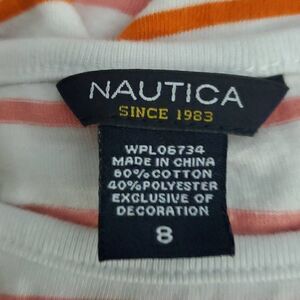 NAUTICA
SINCE 1983
WPL06734
MADE IN CHINA
60%COTTON
40%POLYESTER
EXCLUSIVE OF
DECORATION
8